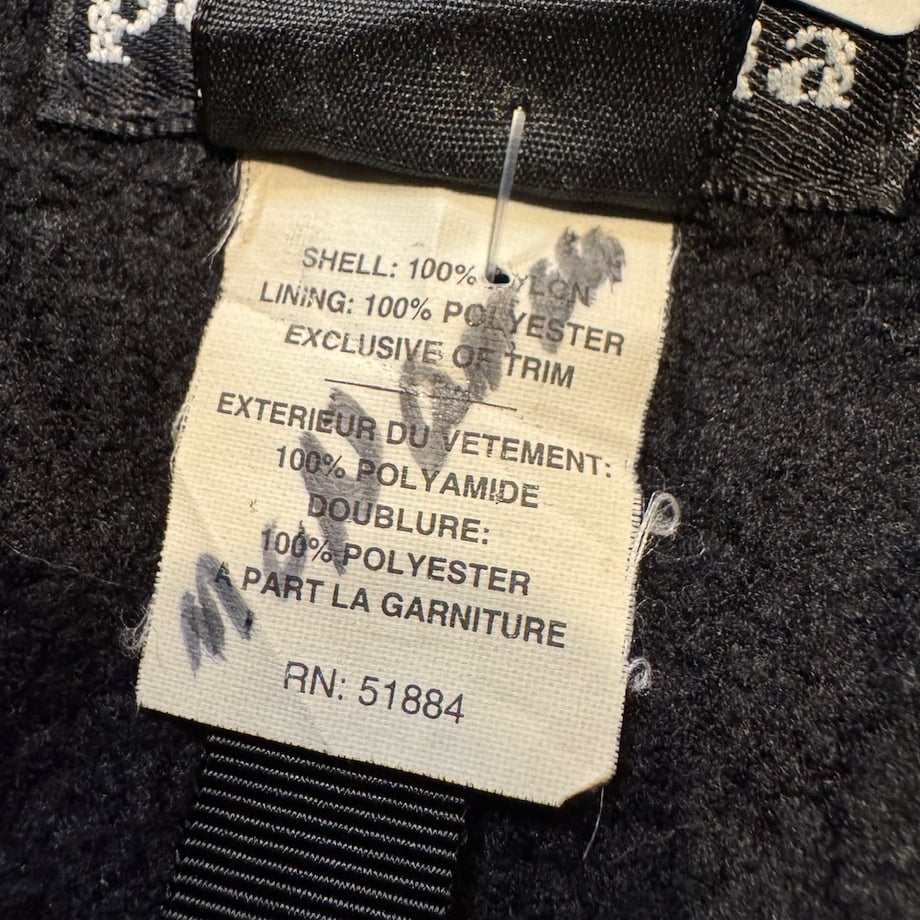 SHELL: 100% NYLON
LINING: 100% POLYESTER
EXCLUSIVE OF TRIM
EXTERIEUR DU VETEMENT:
100% POLYAMIDE
DOUBLURE:
100% POLYESTER
A PART LA GARNITURE
RN: 51884